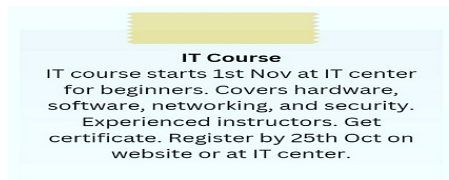 IT Course
IT course starts 1st Nov at IT center
for beginners. Covers hardware,
software, networking, and security.
Experienced instructors. Get
certificate. Register by 25th Oct on
website or at IT center.